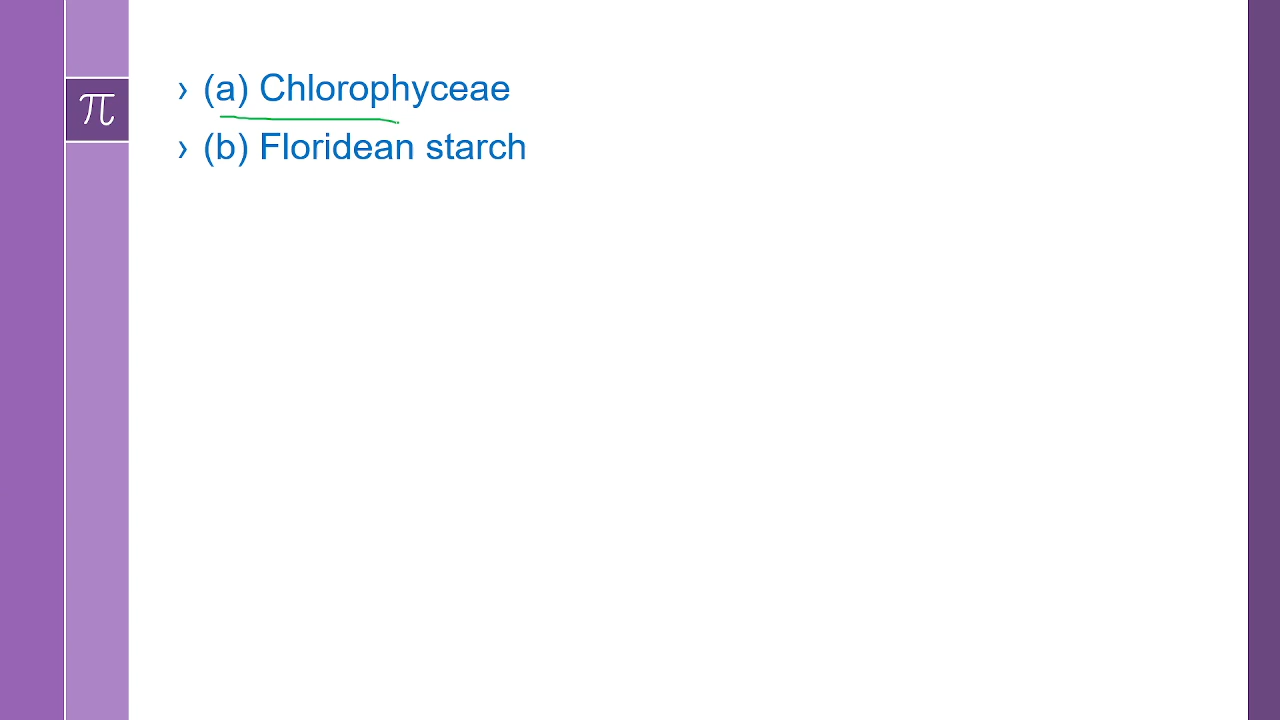 π
› (a) Chlorophyceae
› (b) Floridean starch